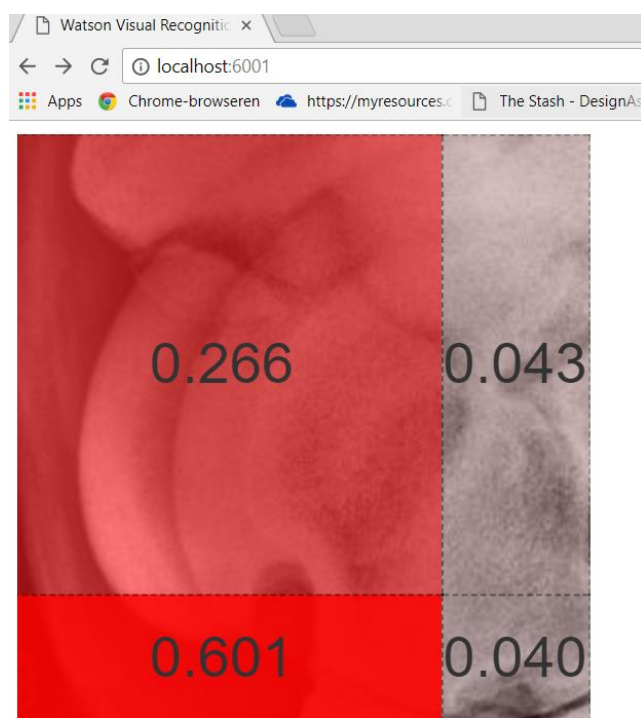 Watson Visual Recognitic
localhost:6001
Apps Chrome-browseren https://myresources.c The Stash - DesignAs
0.266 0.043
0.601 0.040